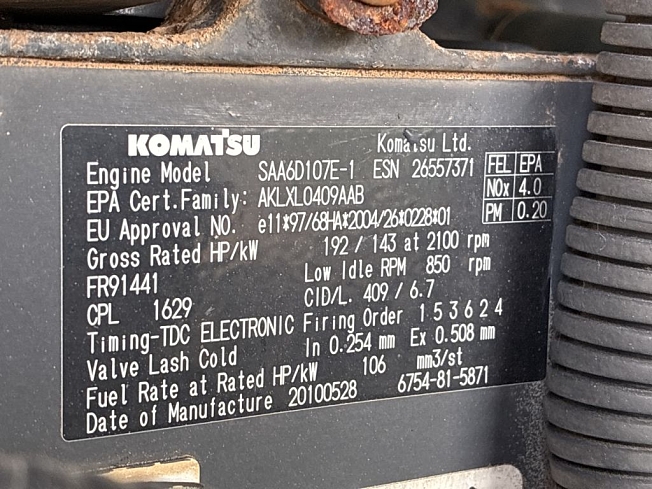 KOMATSU Komatsu Ltd.
Engine Model SAA6D107E-1 ESN 26557371
FEL EPA
NOx 4.0
PM 0.20
EPA Cert.Family: AKLXL0409AAB
EU Approval NO. e11*97/68HA*2004/26*0228*01
Gross Rated HP/kW 192 / 143 at 2100 rpm
FR91441 Low Idle RPM 850 rpm
CPL 1629 CID/L. 409 / 6.7
Timing-TDC ELECTRONIC Firing Order 1 5 3 6 2 4
Valve Lash Cold In 0.254 mm Ex 0.508 mm
Fuel Rate at Rated HP/kW 106 mm3/st
Date of Manufacture 20100528 6754-81-5871